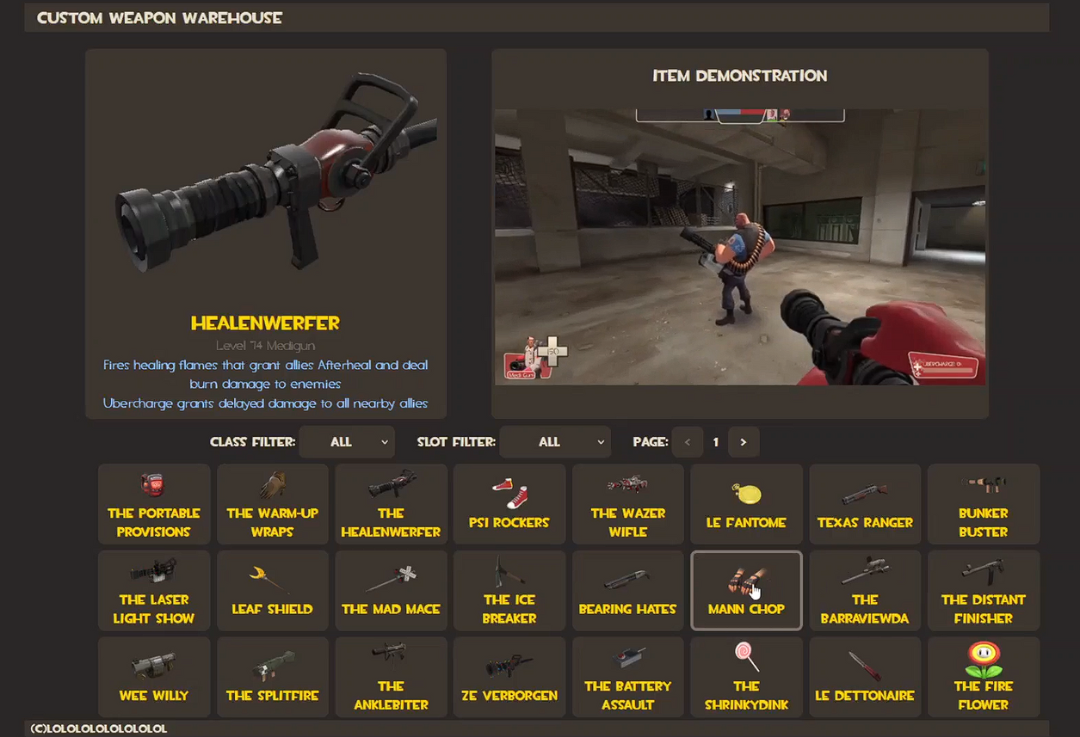 CUSTOM WEAPON WAREHOUSE
HEALENWERFER
Level 74 Medigun
Fires healing flames that grant allies Afterheal and deal
burn damage to enemies
Ubercharge grants delayed damage to all nearby allies
ITEM DEMONSTRATION
150
CLASS FILTER: ALL SLOT FILTER: ALL PAGE: < 1 >
THE PORTABLE
PROVISIONS
THE WARM-UP
WRAPS
THE
HEALENWERFER
PSI ROCKERS
THE WAZER
WIFLE
LE FANTOME
TEXAS RANGER
BUNKER
BUSTER
THE LASER
LIGHT SHOW
LEAF SHIELD
THE MAD MACE
THE ICE
BREAKER
BEARING HATES
MANN CHOP
THE
BARRAVIEWDA
THE DISTANT
FINISHER
WEE WILLY
THE SPLITFIRE
THE
ANKLEBITER
ZE VERBORGEN
THE BATTERY
ASSAULT
THE
SHRINKYDINK
LE DETTONAIRE
THE FIRE
FLOWER
(C)LOLOLOLOLOLOLOLOL